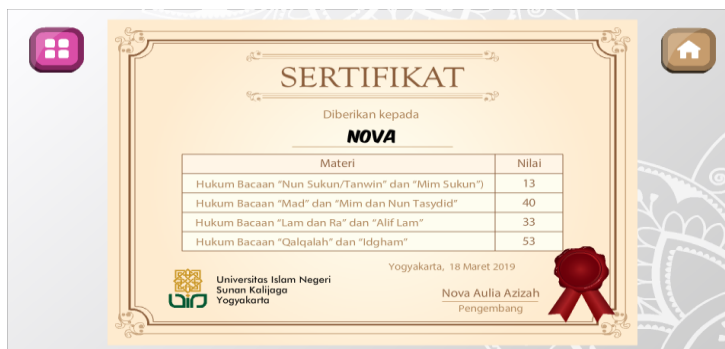 SERTIFIKAT
Diberikan kepada
NOVA
Materi Nilai
Hukum Bacaan "Nun Sukun/Tanwin" dan "Mim Sukun") 13
Hukum Bacaan "Mad" dan "Mim dan Nun Tasydid" 40
Hukum Bacaan "Lam dan Ra" dan "Alif Lam" 33
Hukum Bacaan "Qalqalah" dan "Idgham" 53
Yogyakarta, 18 Maret 2019
Universitas Islam Negeri
Sunan Kalijaga
Yogyakarta
Nova Aulia Azizah
Pengembang